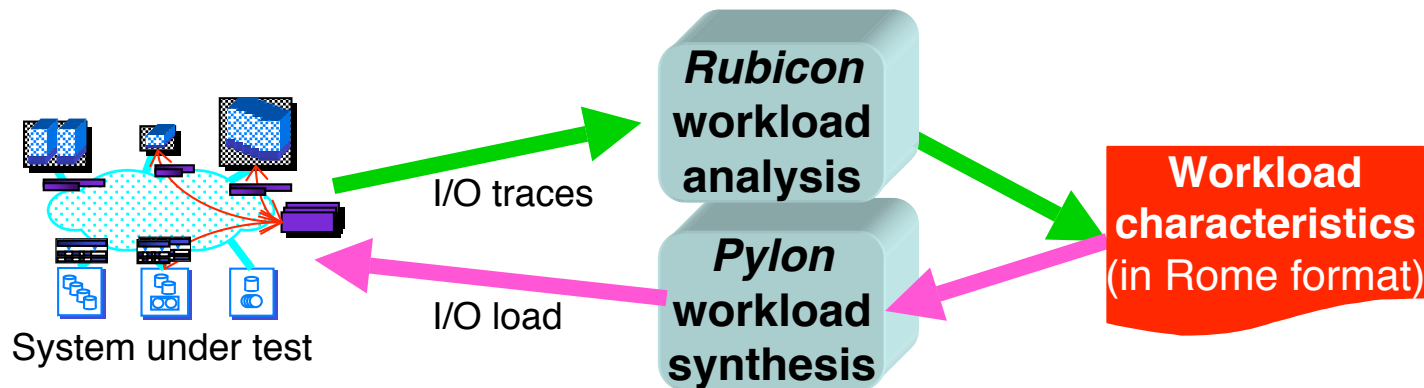 Rubicon
workload
analysis
I/O traces
Workload
characteristics
(in Rome format)
Pylon
workload
synthesis
I/O load
System under test